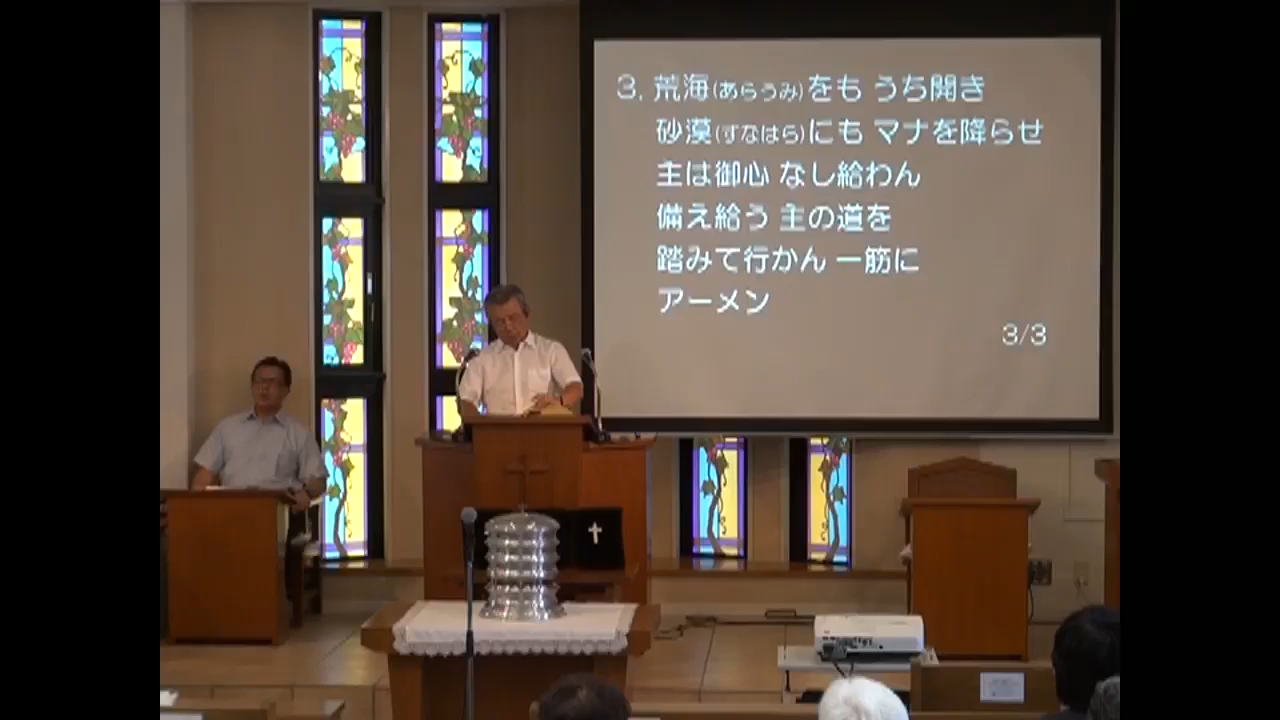 3. 荒海(あらうみ)をも うち開き
砂漠(すなはら)にも マナを降らせ
主は御心 なし給わん
備え給う 主の道を
踏みて行かん 一筋に
アーメン
3/3